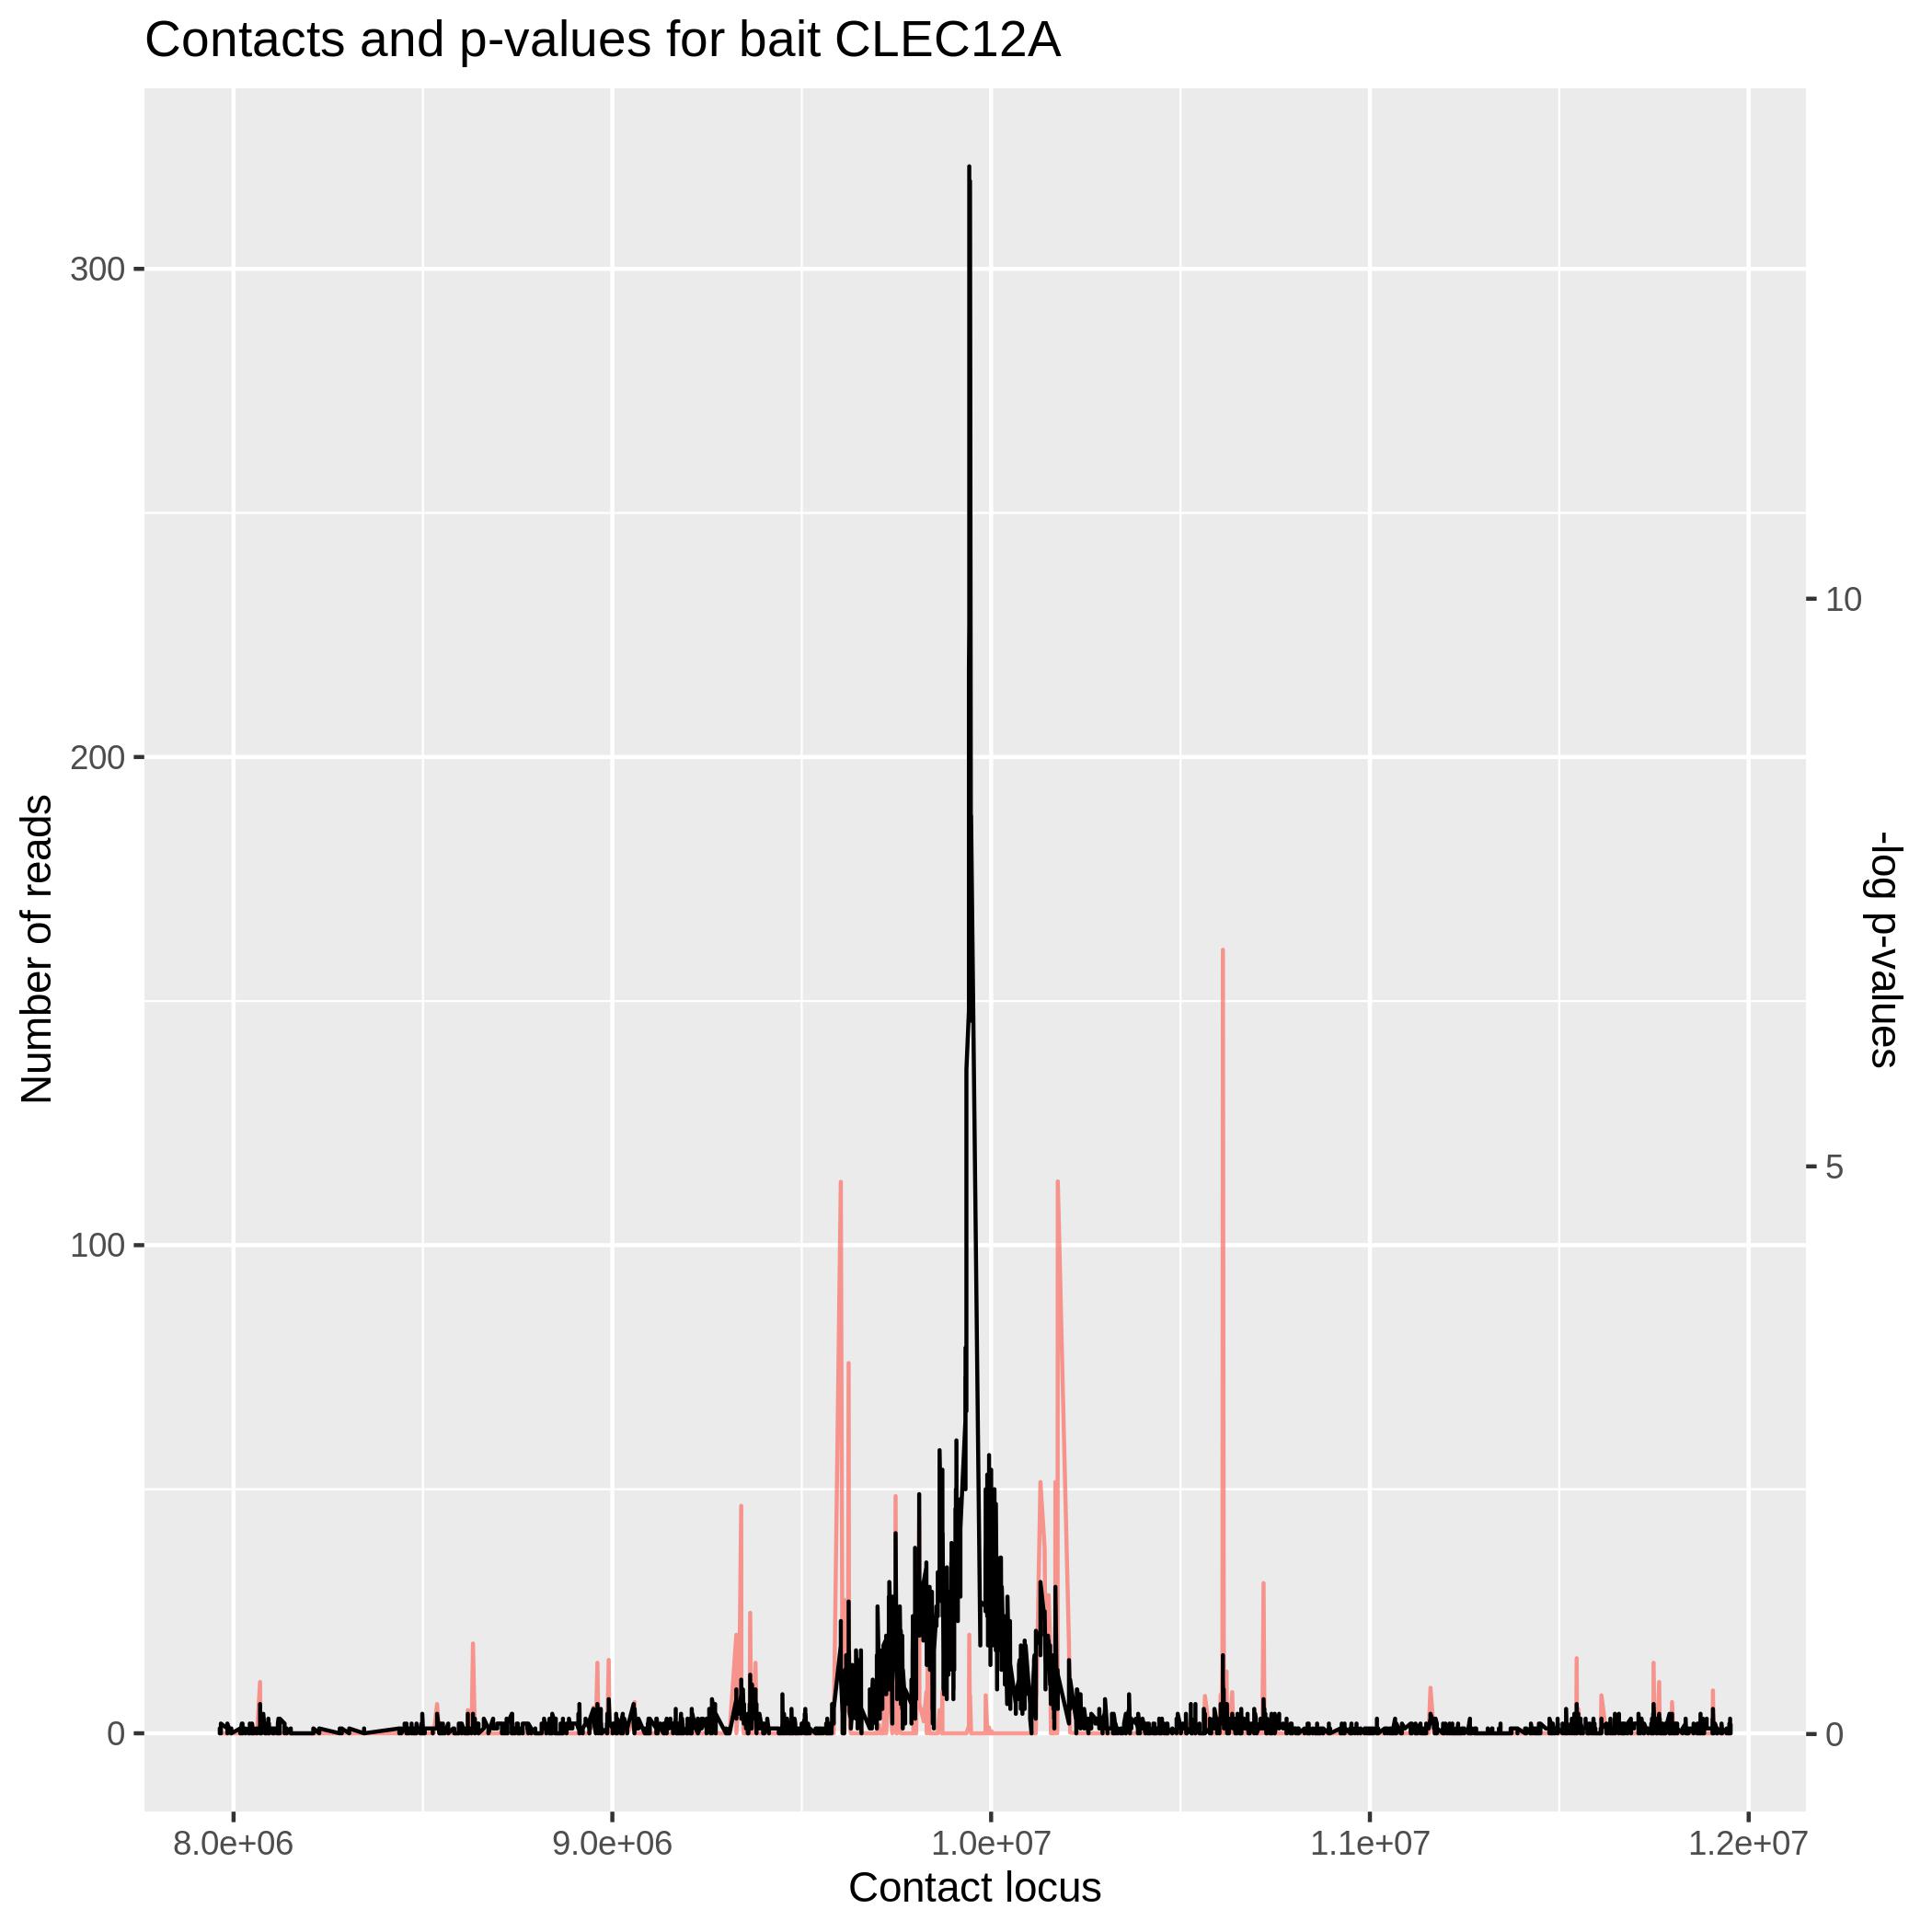 Contacts and p-values for bait CLEC12A
Number of reads
300
200
100
0
10
5
0
-log p-values
8.0e+06
9.0e+06
1.0e+07
1.1e+07
1.2e+07
Contact locus